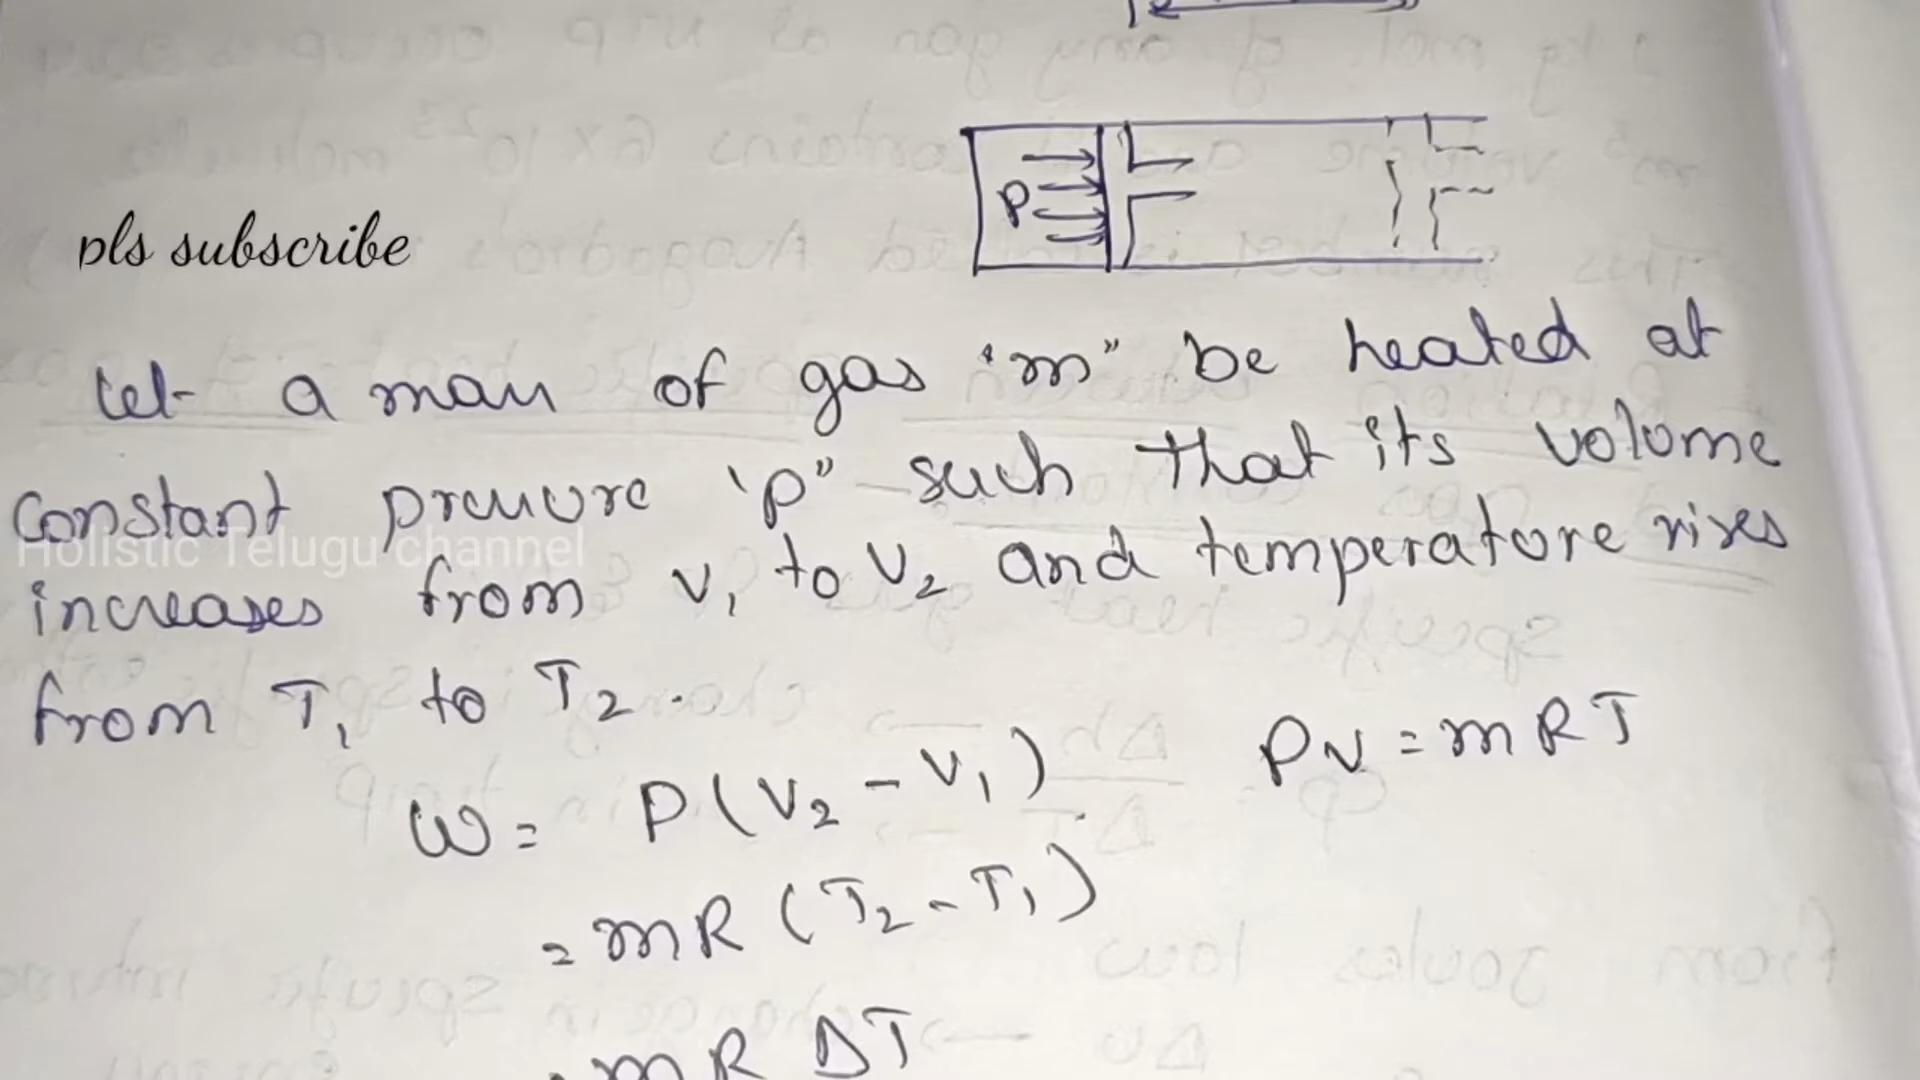 P
pls subscribe
Let a mass of gas "m" be heated at
constant pressure 'p" such that its volume
Holistic Telugu channel
increases from V1 to V2 and temperature rises
from T1 to T2.
W = P(V2 - V1) PV = mRT
= mR (T2 - T1)
= mR ΔT